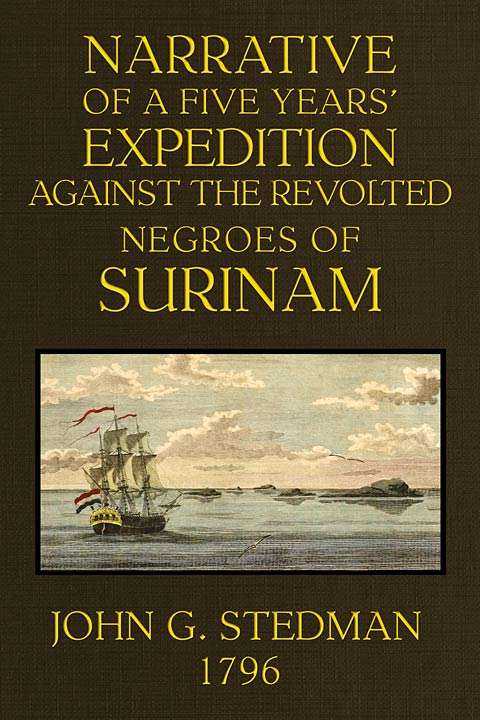 NARRATIVE
OF A FIVE YEARS'
EXPEDITION
AGAINST THE REVOLTED
NEGROES OF
SURINAM
JOHN G. STEDMAN
1796